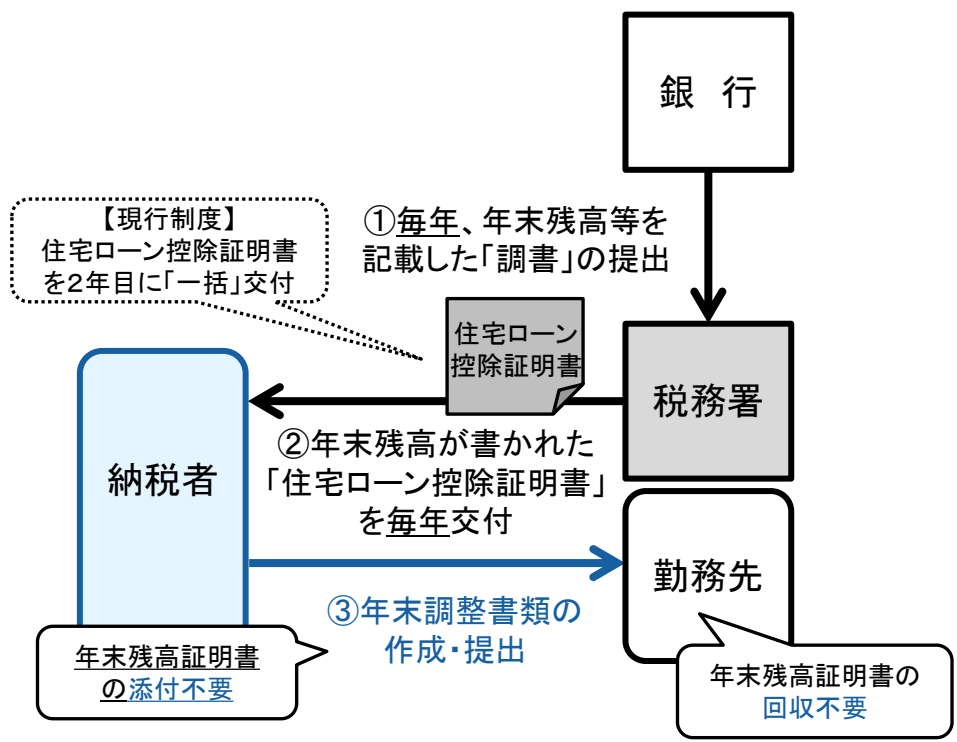 銀　行
①毎年、年末残高等を
記載した「調書」の提出
【現行制度】
住宅ローン控除証明書
を２年目に「一括」交付
住宅ローン
控除証明書
税務署
②年末残高が書かれた
「住宅ローン控除証明書」
を毎年交付
納税者
勤務先
③年末調整書類の
作成・提出
年末残高証明書
の添付不要
年末残高証明書の
回収不要